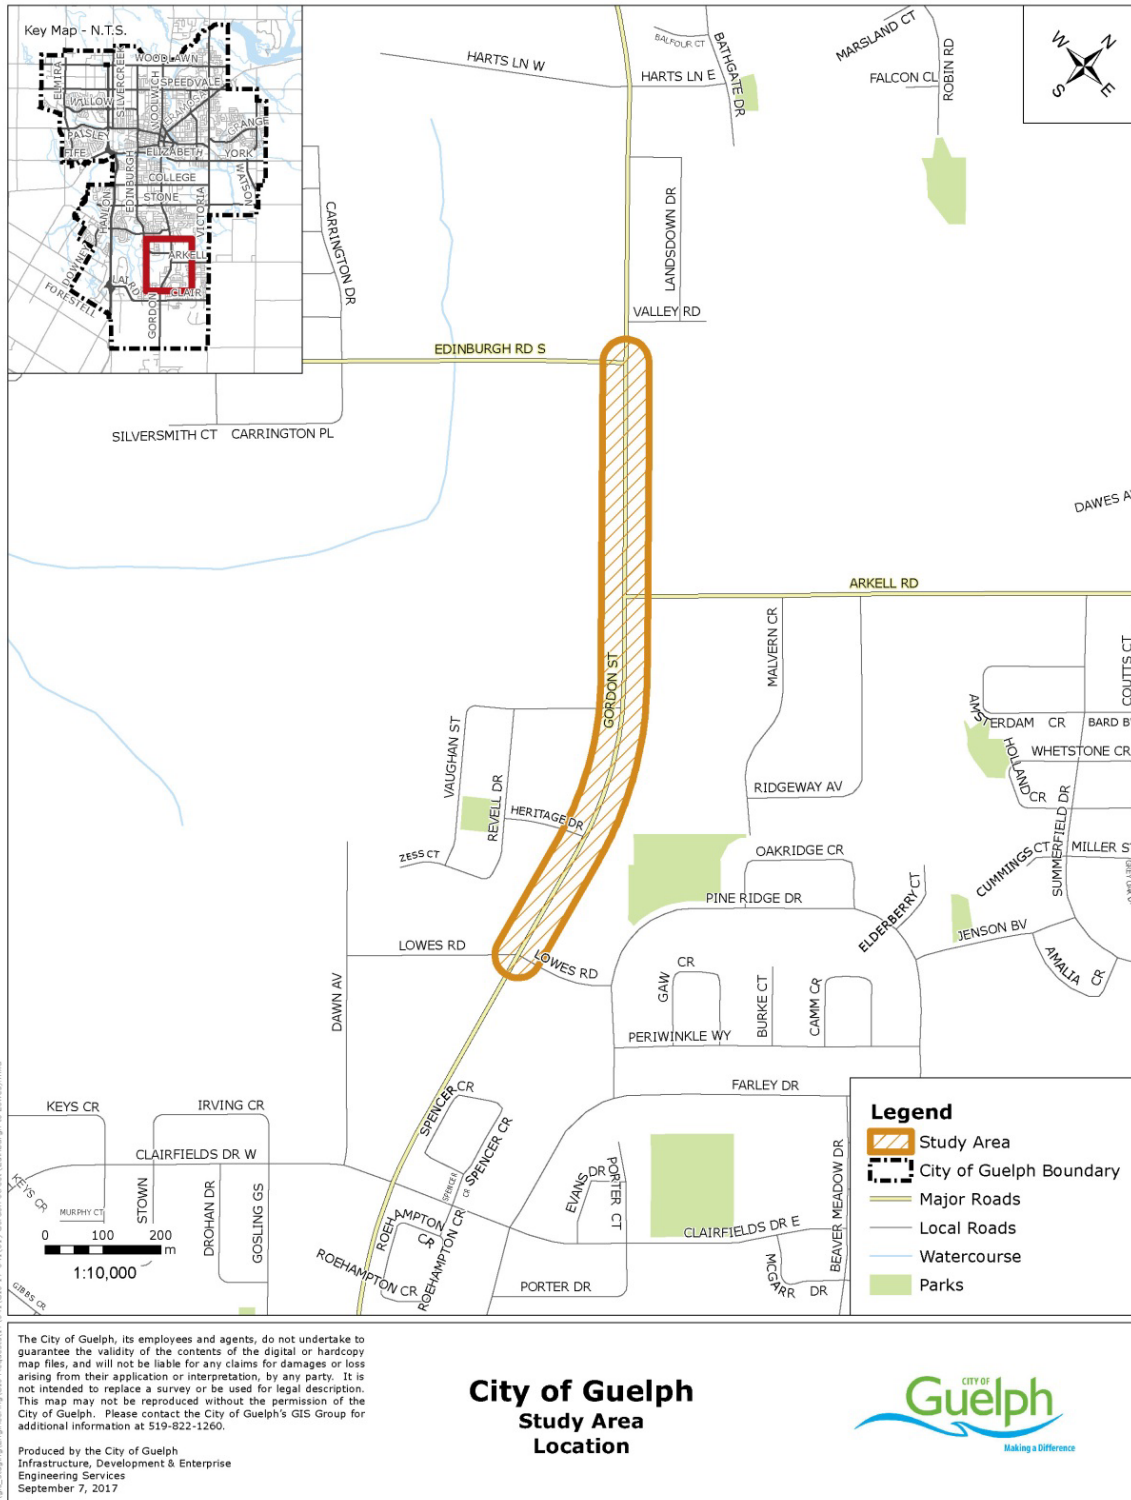 Key Map - N.T.S.
WOODLAWN
ELMIRA
SILVERCREEK
WOOLWICH
SPEEDVALE
WILLOW
ERAMOSA
GRANGE
PAISLEY
FIFE
ELIZABETH
YORK
EDINBURGH
COLLEGE
WATSON
STONE
HANLON
VICTORIA
DOWNEY
ARKELL
LAIRD
CLAIR
FORESTELL
GORDON
HARTS LN W
BALFOUR CT
BATHGATE DR
HARTS LN E
MARSLAND CT
FALCON CL
ROBIN RD
W
N
S
E
CARRINGTON DR
LANDSDOWN DR
VALLEY RD
EDINBURGH RD S
SILVERSMITH CT
CARRINGTON PL
ARKELL RD
GORDON ST
MALVERN CR
COUTTS CT
AMSTERDAM CR
HOLLAND CR
WHETSTONE CR
VAUGHAN ST
REVELL DR
HERITAGE DR
ZESS CT
RIDGEWAY AV
OAKRIDGE CR
PINE RIDGE DR
SUMMERFIELD DR
CUMMINGS CT
MILLER S
ELDERBERRY CT
JENSON BV
AMALIA CR
LOWES RD
LOWES RD
DAWN AV
GAW CR
BURKE CT
CAMM CR
PERIWINKLE WY
FARLEY DR
SPENCER CR
SPENCER CR
SPENCER CR
KEYS CR
IRVING CR
CLAIRFIELDS DR W
KEYS CR
MURPHY CT
STOWN
DROHAN DR
GOSLING GS
GIBBS CR
ROEHAMPTON CR
ROEHAMPTON CR
ROEHAMPTON CR
EVANS DR
PORTER CT
PORTER DR
CLAIRFIELDS DR E
MCGARR DR
BEAVER MEADOW DR
0 100 200
m
1:10,000
Legend
Study Area
City of Guelph Boundary
Major Roads
Local Roads
Watercourse
Parks
The City of Guelph, its employees and agents, do not undertake to
guarantee the validity of the contents of the digital or hardcopy
map files, and will not be liable for any claims for damages or loss
arising from their application or interpretation, by any party. It is
not intended to replace a survey or be used for legal description.
This map may not be reproduced without the permission of the
City of Guelph. Please contact the City of Guelph's GIS Group for
additional information at 519-822-1260.
Produced by the City of Guelph
Infrastructure, Development & Enterprise
Engineering Services
September 7, 2017
City of Guelph
Study Area
Location
CITY OF
Guelph
Making a Difference